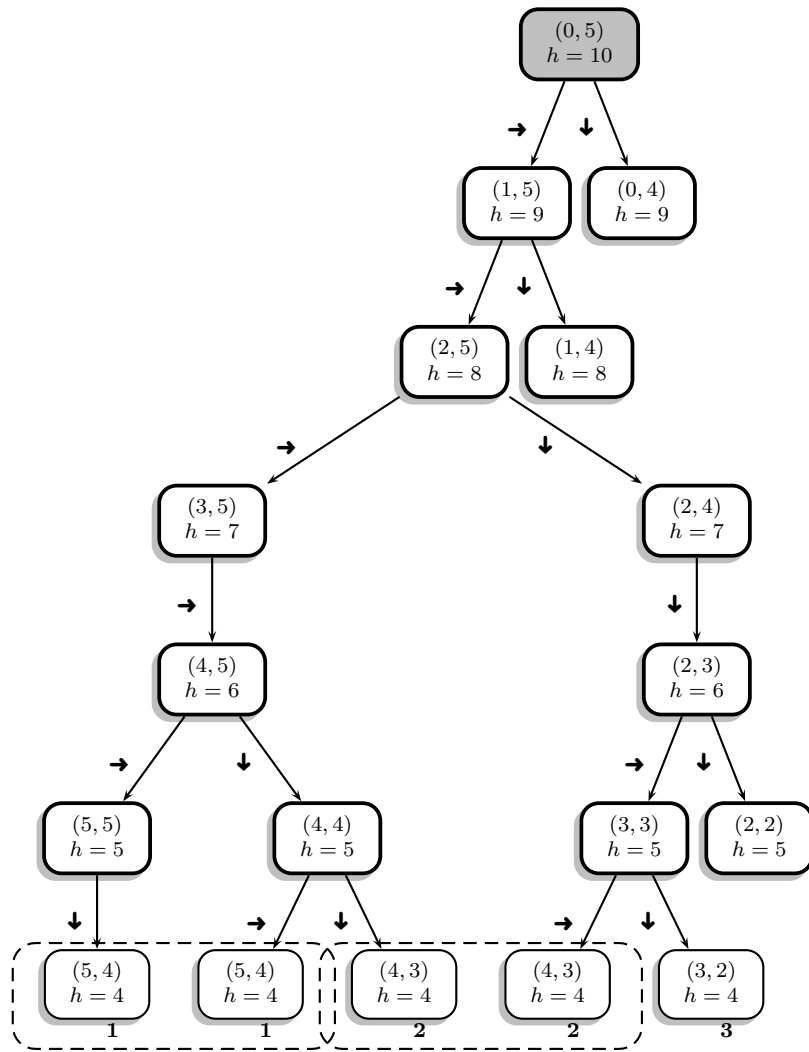 (0, 5)
h = 10
(1, 5)
h = 9
(0, 4)
h = 9
(2, 5)
h = 8
(1, 4)
h = 8
(3, 5)
h = 7
(2, 4)
h = 7
(4, 5)
h = 6
(2, 3)
h = 6
(5, 5)
h = 5
(4, 4)
h = 5
(3, 3)
h = 5
(2, 2)
h = 5
(5, 4)
h = 4
1
(5, 4)
h = 4
1
(4, 3)
h = 4
2
(4, 3)
h = 4
2
(3, 2)
h = 4
3